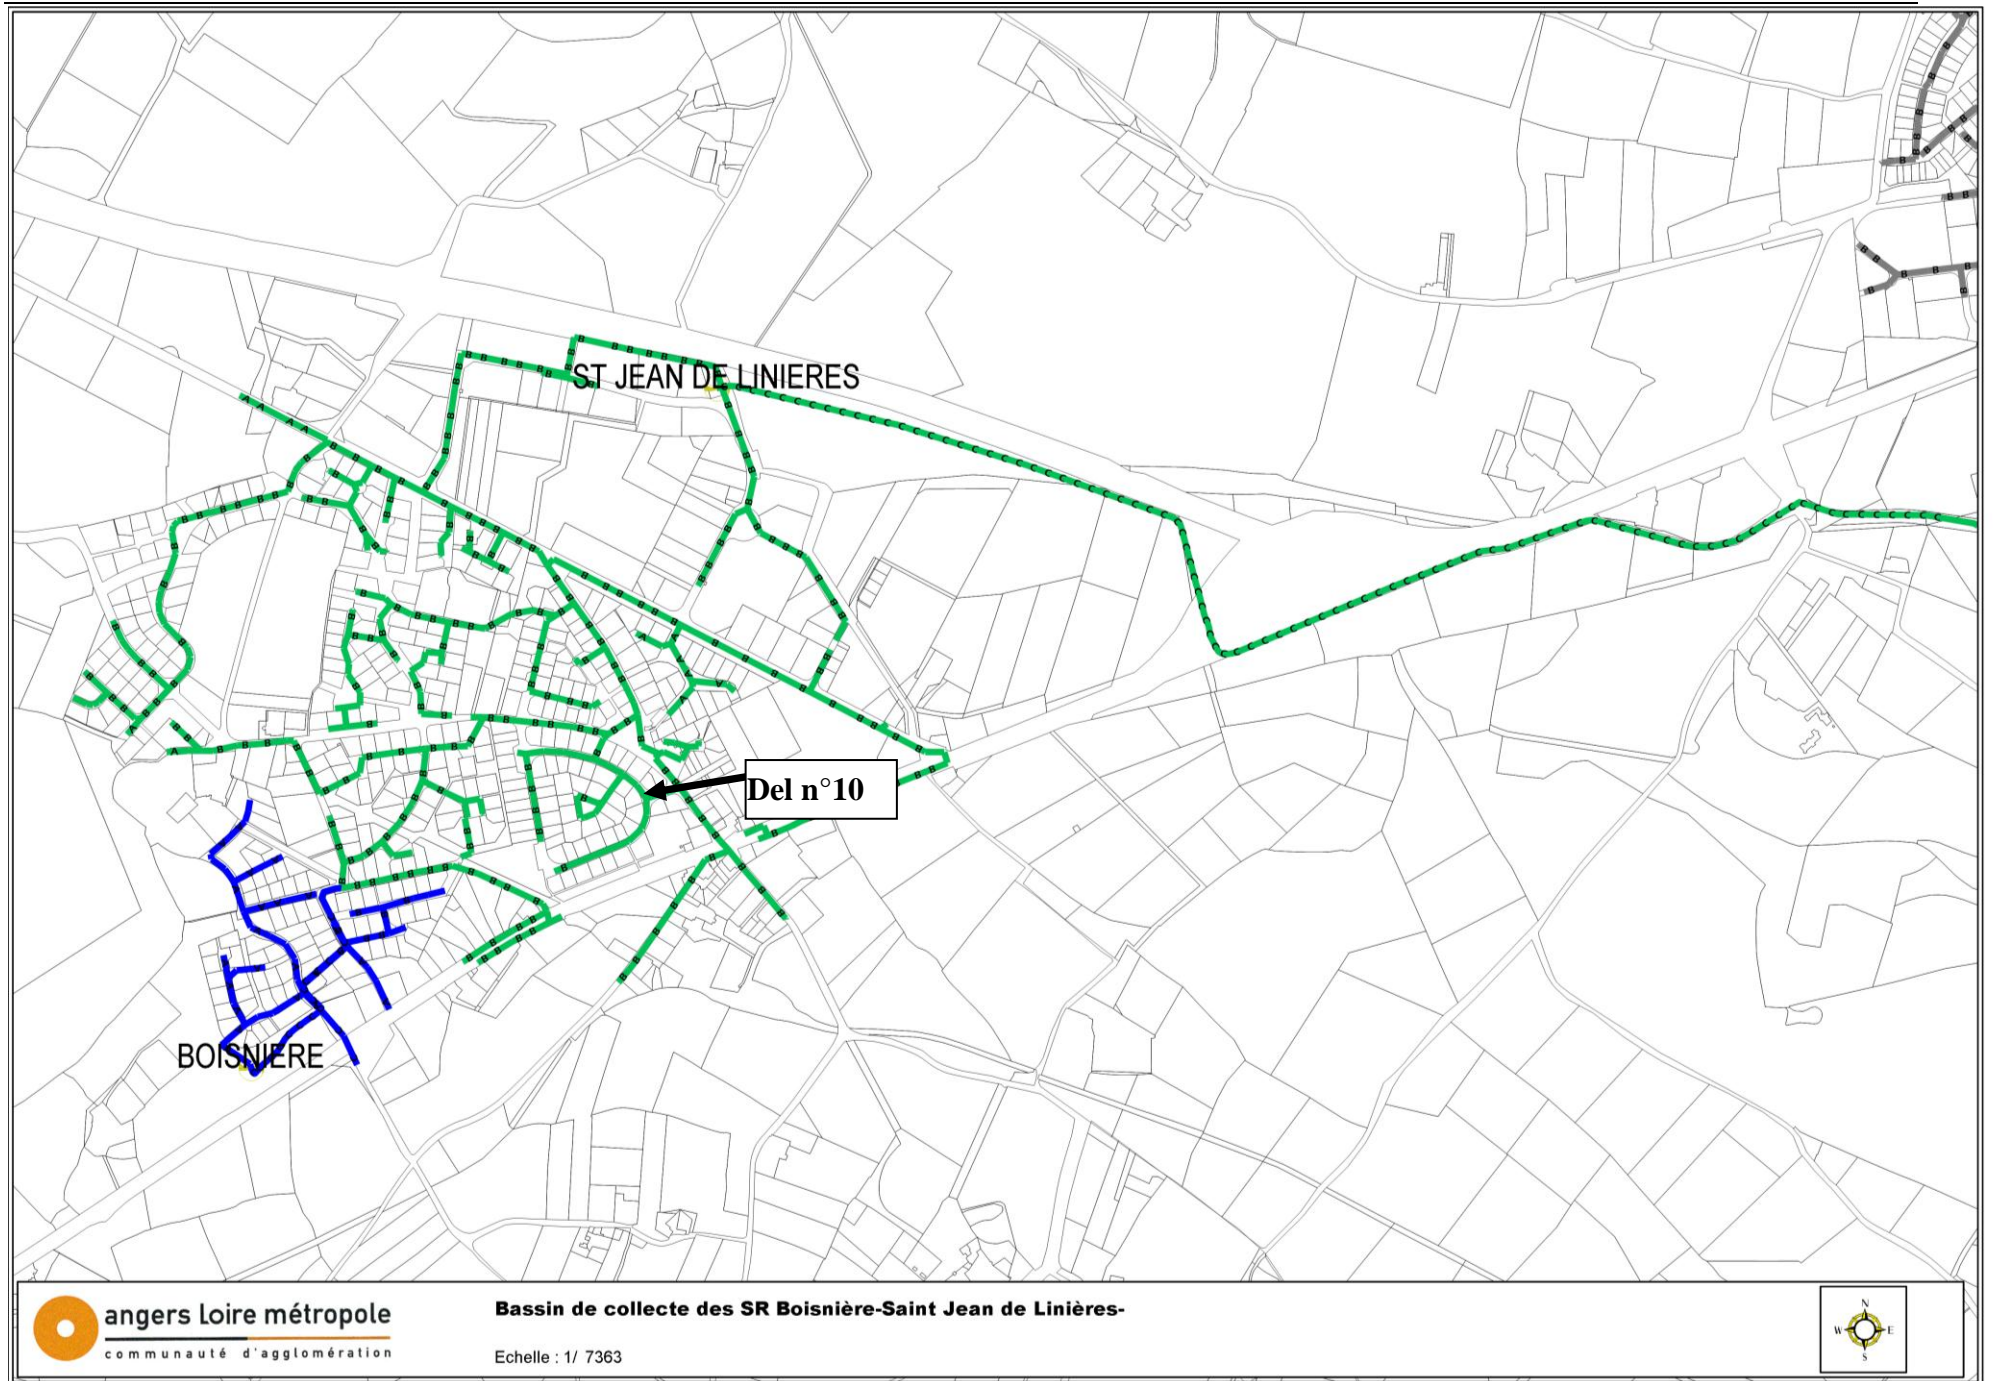 ST JEAN DE LINIERES
Del n°10
BOISNIERE
angers Loire métropole
communauté d'agglomération
Bassin de collecte des SR Boisnière-Saint Jean de Linières-
Echelle : 1/ 7363
N
W E
S